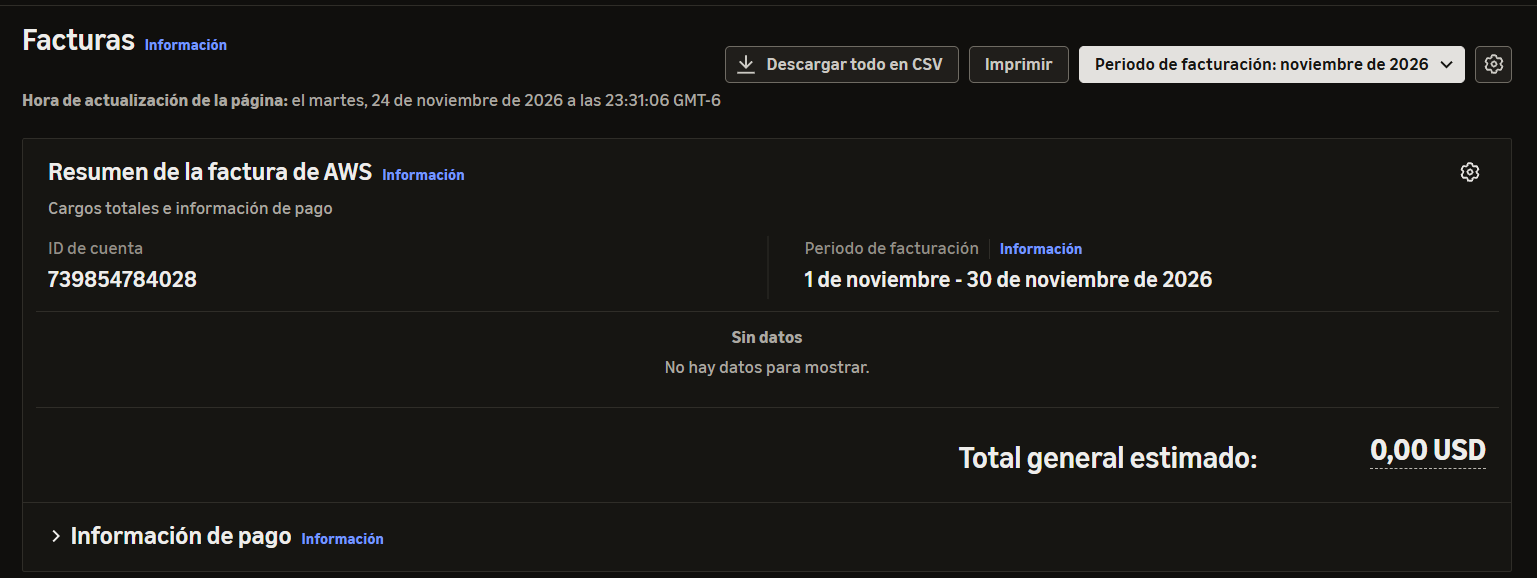 Facturas Información
Descargar todo en CSV Imprimir Periodo de facturación: noviembre de 2026
Hora de actualización de la página: el martes, 24 de noviembre de 2026 a las 23:31:06 GMT-6
Resumen de la factura de AWS Información
Cargos totales e información de pago
ID de cuenta
739854784028
Periodo de facturación Información
1 de noviembre - 30 de noviembre de 2026
Sin datos
No hay datos para mostrar.
Total general estimado: 0,00 USD
Información de pago Información